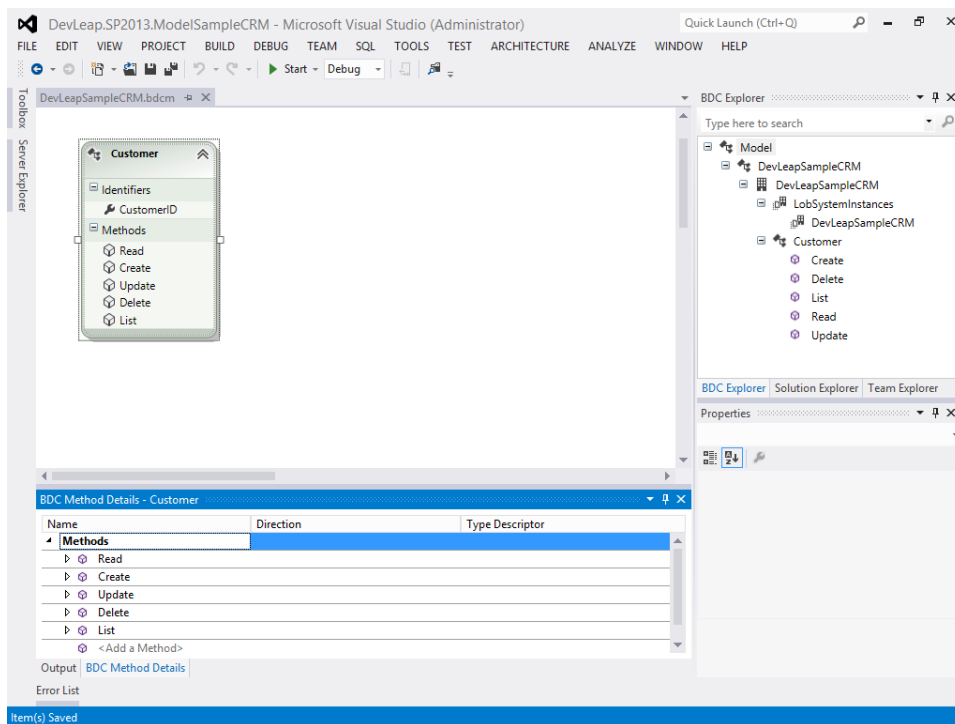 DevLeap.SP2013.ModelSampleCRM - Microsoft Visual Studio (Administrator)
Quick Launch (Ctrl+Q)
FILE EDIT VIEW PROJECT BUILD DEBUG TEAM SQL TOOLS TEST ARCHITECTURE ANALYZE WINDOW HELP
Start Debug
Toolbox
Server Explorer
DevLeapSampleCRM.bdcm
Customer
Identifiers
CustomerID
Methods
Read
Create
Update
Delete
List
BDC Explorer
Type here to search
Model
DevLeapSampleCRM
DevLeapSampleCRM
LobSystemInstances
DevLeapSampleCRM
Customer
Create
Delete
List
Read
Update
BDC Explorer Solution Explorer Team Explorer
Properties
BDC Method Details - Customer
Name Direction Type Descriptor
Methods
Read
Create
Update
Delete
List
<Add a Method>
Output BDC Method Details
Error List
Item(s) Saved